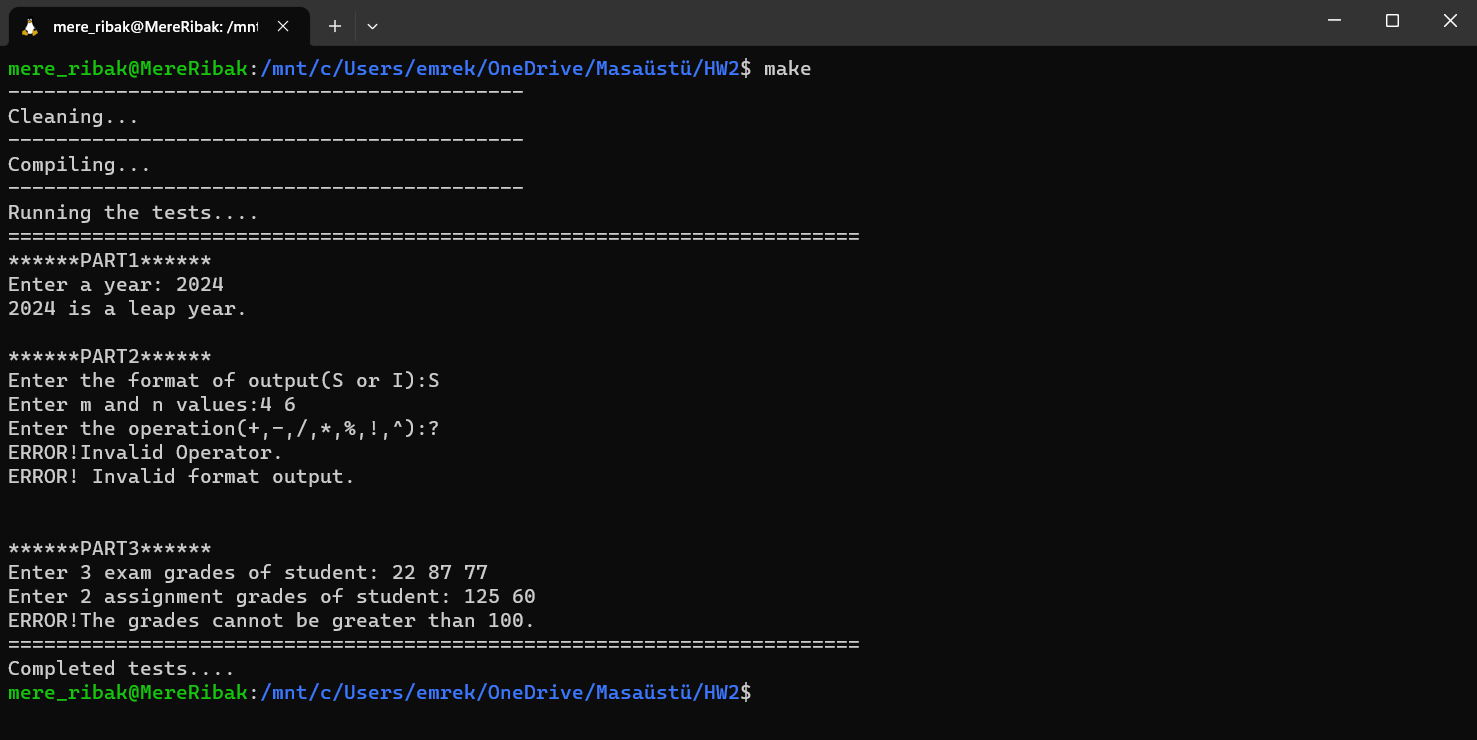 mere_ribak@MereRibak: /mnt
mere_ribak@MereRibak:/mnt/c/Users/emrek/OneDrive/Masaüstü/HW2$ make
-------------------------------------------
Cleaning...
-------------------------------------------
Compiling...
-------------------------------------------
Running the tests....
=======================================================================
******PART1******
Enter a year: 2024
2024 is a leap year.
******PART2******
Enter the format of output(S or I):S
Enter m and n values:4 6
Enter the operation(+,-,/,*,%,!,^):?
ERROR!Invalid Operator.
ERROR! Invalid format output.
******PART3******
Enter 3 exam grades of student: 22 87 77
Enter 2 assignment grades of student: 125 60
ERROR!The grades cannot be greater than 100.
=======================================================================
Completed tests....
mere_ribak@MereRibak:/mnt/c/Users/emrek/OneDrive/Masaüstü/HW2$